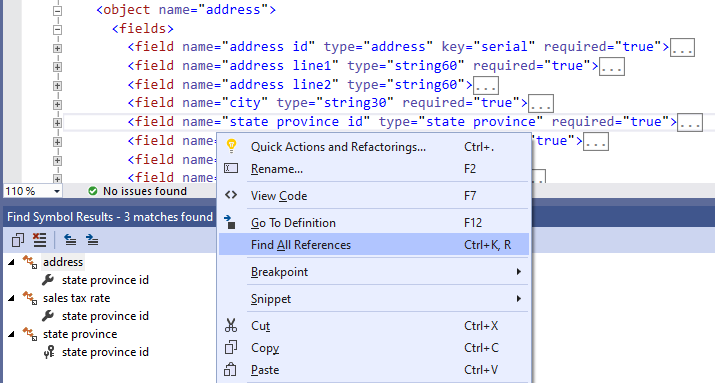 <object name="address">
<fields>
<field name="address id" type="address" key="serial" required="true">...
<field name="address line1" type="string60" required="true">...
<field name="address line2" type="string60">...
<field name="city" type="string30" required="true">...
<field name="state province id" type="state province" required="true">...
<field name ="true">...
<field name
<field name ...
110 % No issues found
Find Symbol Results - 3 matches found
address
state province id
sales tax rate
state province id
state province
state province id
Quick Actions and Refactorings... Ctrl+.
Rename... F2
View Code F7
Go To Definition F12
Find All References Ctrl+K, R
Breakpoint
Snippet
Cut Ctrl+X
Copy Ctrl+C
Paste Ctrl+V